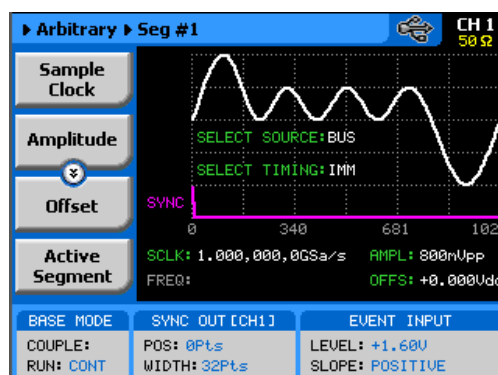 ▶ Arbitrary ▶ Seg #1
CH 1
50 Ω
Sample
Clock
Amplitude
Offset
Active
Segment
SELECT SOURCE:BUS
SELECT TIMING:IMM
SYNC
0 340 681 102
SCLK:1.000,000,0GSa/s AMPL:800mVpp
FREQ: OFFS:+0.000Vdc
BASE MODE
COUPLE:
RUN: CONT
SYNC OUT [CH1]
POS: 0Pts
WIDTH: 32Pts
EVENT INPUT
LEVEL: +1.60V
SLOPE: POSITIVE